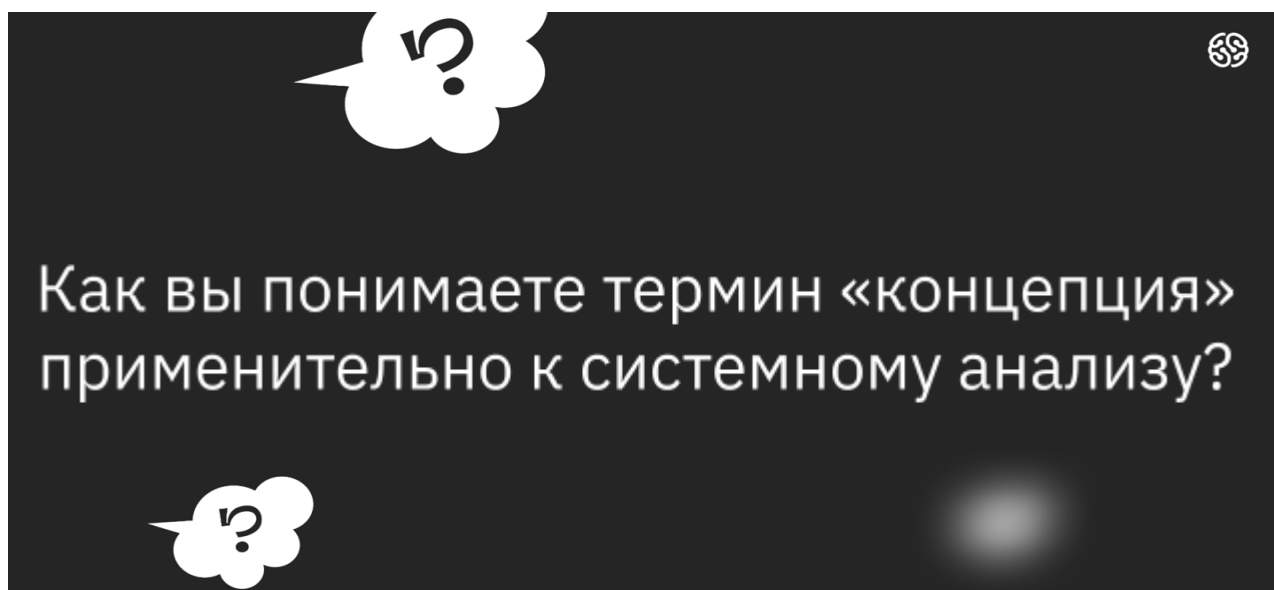 ?
Как вы понимаете термин «концепция»
применительно к системному анализу?
?